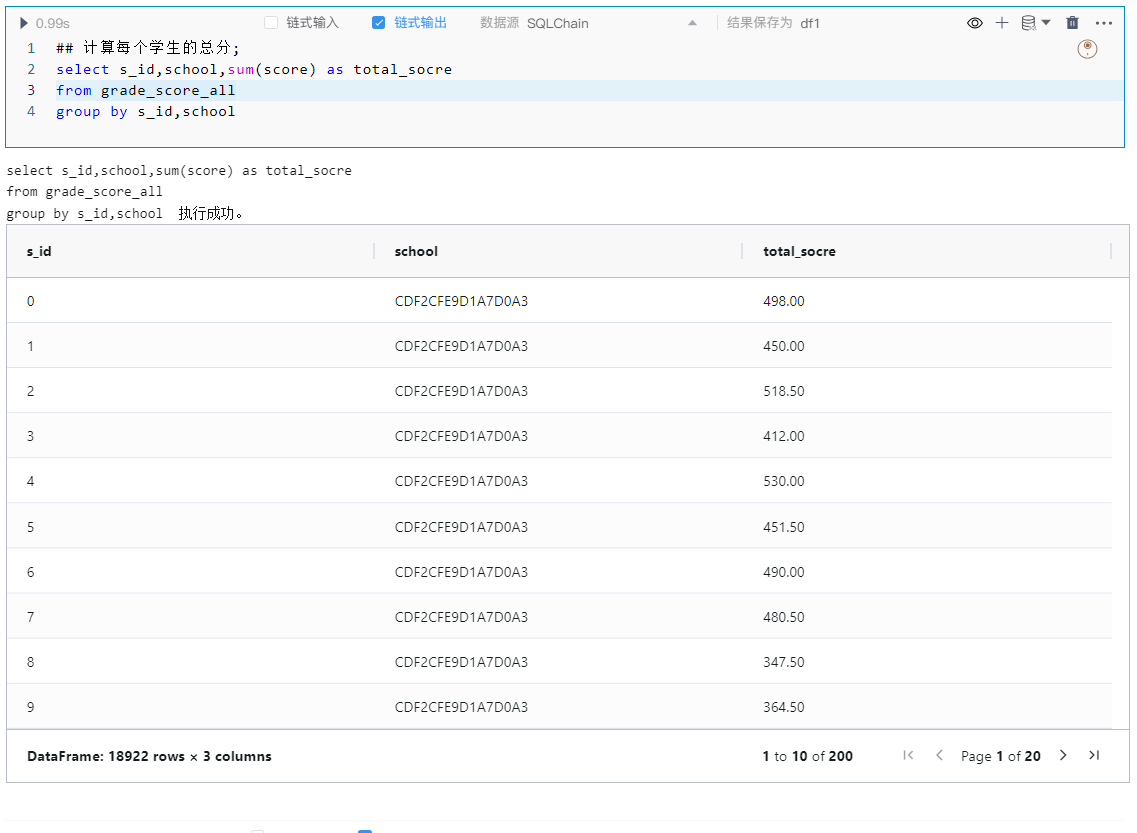 0.99s 链式输入 链式输出 数据源 SQLChain 结果保存为 df1
1 ## 计算每个学生的总分;
2 select s_id,school,sum(score) as total_socre
3 from grade_score_all
4 group by s_id,school
select s_id,school,sum(score) as total_socre
from grade_score_all
group by s_id,school 执行成功。
s_id school total_socre
0 CDF2CFE9D1A7D0A3 498.00
1 CDF2CFE9D1A7D0A3 450.00
2 CDF2CFE9D1A7D0A3 518.50
3 CDF2CFE9D1A7D0A3 412.00
4 CDF2CFE9D1A7D0A3 530.00
5 CDF2CFE9D1A7D0A3 451.50
6 CDF2CFE9D1A7D0A3 490.00
7 CDF2CFE9D1A7D0A3 480.50
8 CDF2CFE9D1A7D0A3 347.50
9 CDF2CFE9D1A7D0A3 364.50
DataFrame: 18922 rows × 3 columns 1 to 10 of 200 Page 1 of 20